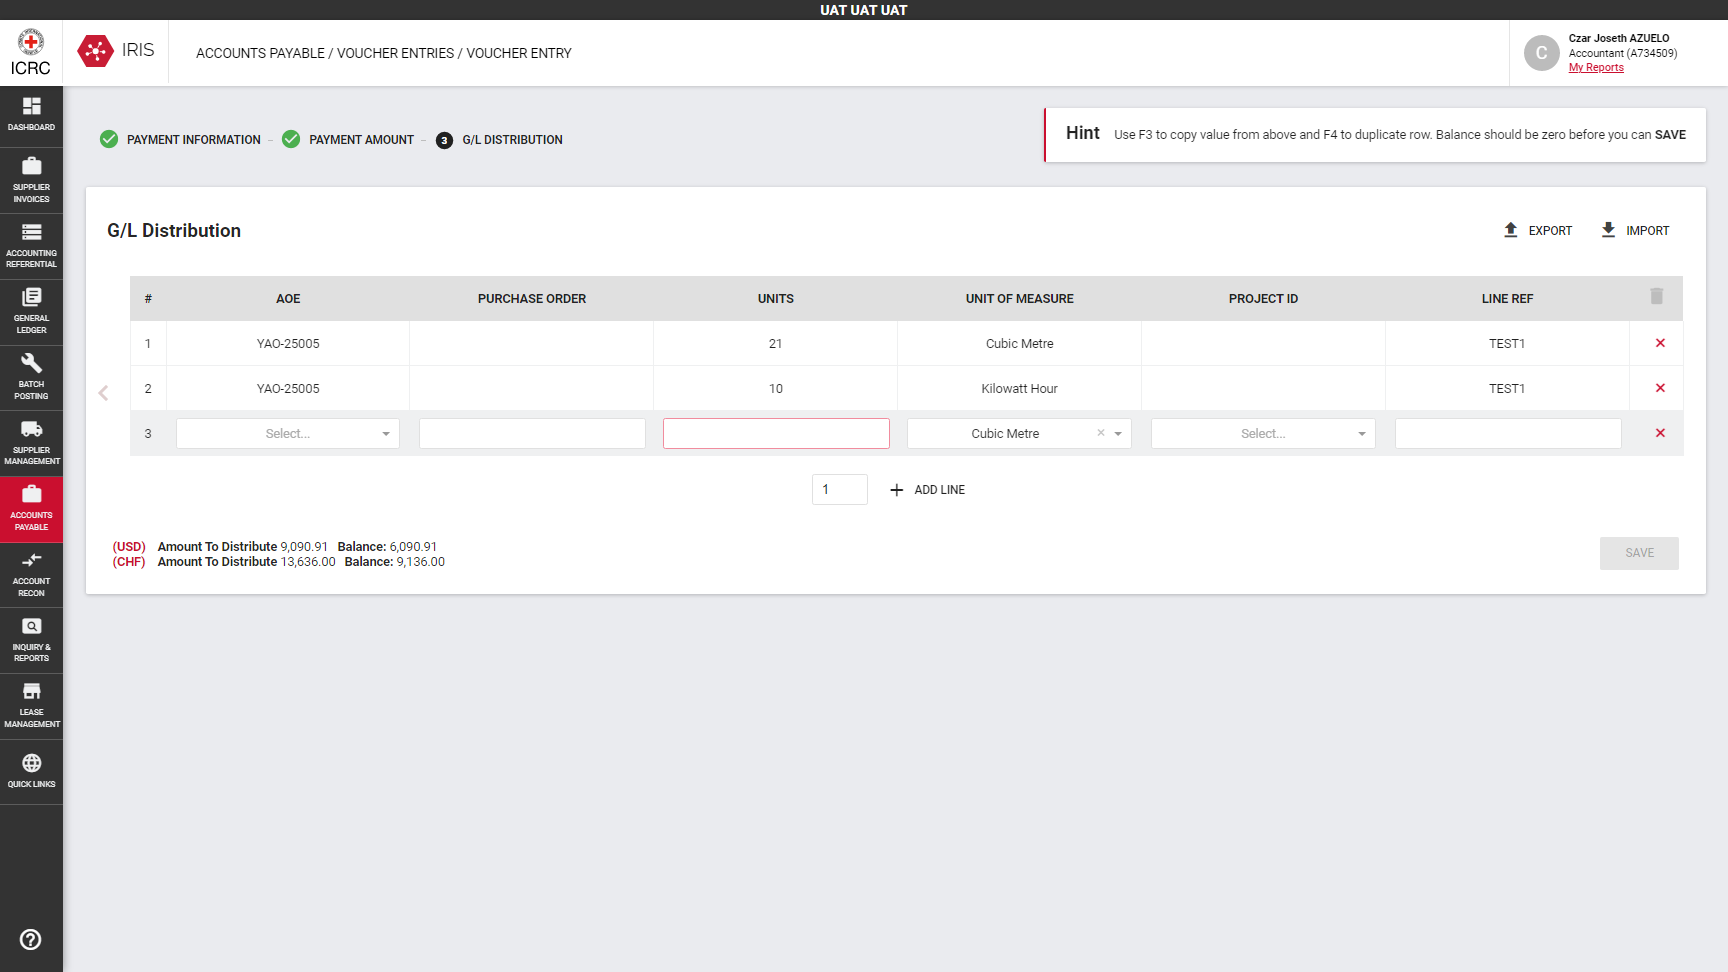 UAT UAT UAT
ICRC
IRIS
ACCOUNTS PAYABLE / VOUCHER ENTRIES / VOUCHER ENTRY
C
Czar Joseth AZUELO
Accountant (A734509)
My Reports
DASHBOARD
SUPPLIER
INVOICES
ACCOUNTING
REFERENTIAL
GENERAL
LEDGER
BATCH
POSTING
SUPPLIER
MANAGEMENT
ACCOUNTS
PAYABLE
ACCOUNT
RECON
INQUIRY &
REPORTS
LEASE
MANAGEMENT
QUICK LINKS
PAYMENT INFORMATION – PAYMENT AMOUNT – 3 G/L DISTRIBUTION
Hint Use F3 to copy value from above and F4 to duplicate row. Balance should be zero before you can SAVE
G/L Distribution
EXPORT IMPORT
# AOE PURCHASE ORDER UNITS UNIT OF MEASURE PROJECT ID LINE REF
1 YAO-25005 21 Cubic Metre TEST1
2 YAO-25005 10 Kilowatt Hour TEST1
3 Select... Cubic Metre × Select...
1 ADD LINE
(USD) Amount To Distribute 9,090.91 Balance: 6,090.91
(CHF) Amount To Distribute 13,636.00 Balance: 9,136.00
SAVE